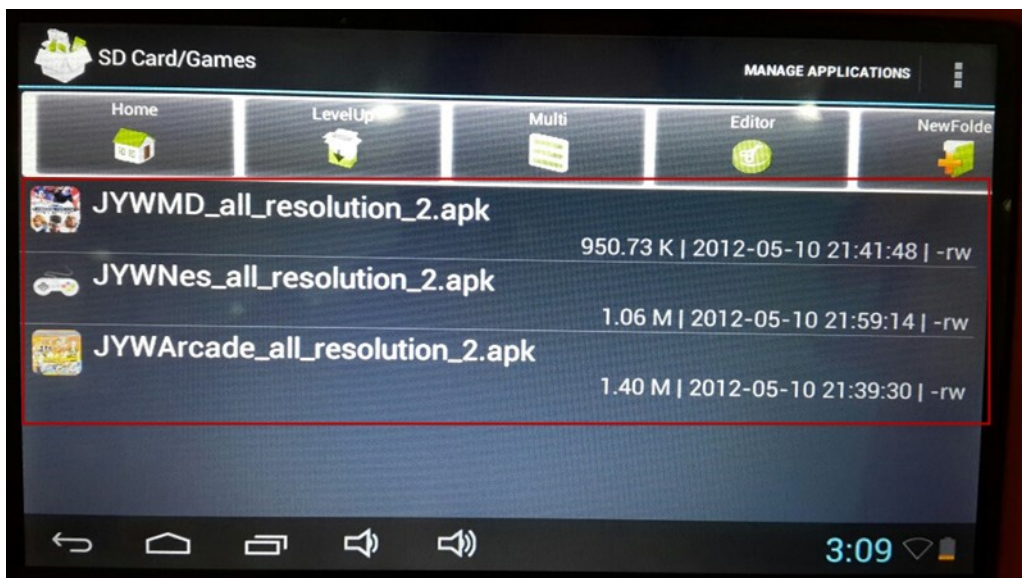 SD Card/Games
MANAGE APPLICATIONS
Home LevelUp Multi Editor NewFolde
JYWMD_all_resolution_2.apk
950.73 K | 2012-05-10 21:41:48 | -rw
JYWNes_all_resolution_2.apk
1.06 M | 2012-05-10 21:59:14 | -rw
JYWArcade_all_resolution_2.apk
1.40 M | 2012-05-10 21:39:30 | -rw
3:09